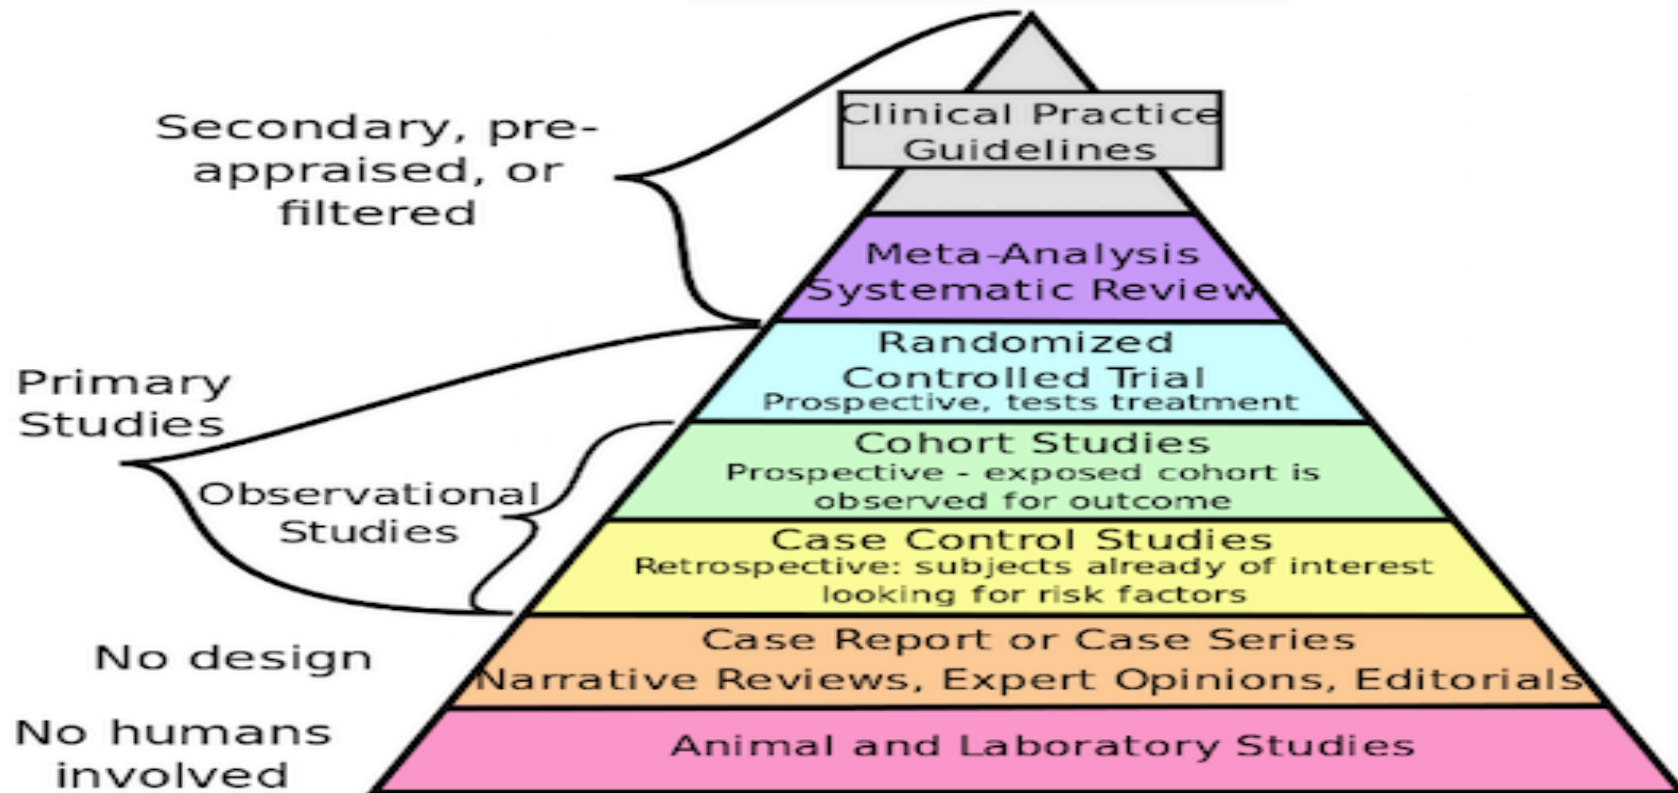 Secondary, pre-
appraised, or
filtered
Primary
Studies
Observational
Studies
No design
No humans
involved
Clinical Practice
Guidelines
Meta-Analysis
Systematic Review
Randomized
Controlled Trial
Prospective, tests treatment
Cohort Studies
Prospective - exposed cohort is
observed for outcome
Case Control Studies
Retrospective: subjects already of interest
looking for risk factors
Case Report or Case Series
Narrative Reviews, Expert Opinions, Editorials
Animal and Laboratory Studies